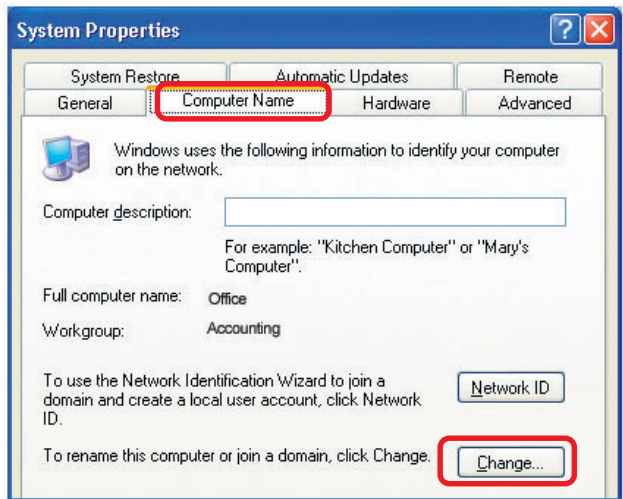 System Properties
System Restore Automatic Updates Remote
General Computer Name Hardware Advanced
Windows uses the following information to identify your computer
on the network.
Computer description:
For example: "Kitchen Computer" or "Mary's
Computer".
Full computer name: Office
Workgroup: Accounting
To use the Network Identification Wizard to join a
domain and create a local user account, click Network
ID.
Network ID
To rename this computer or join a domain, click Change.
Change...